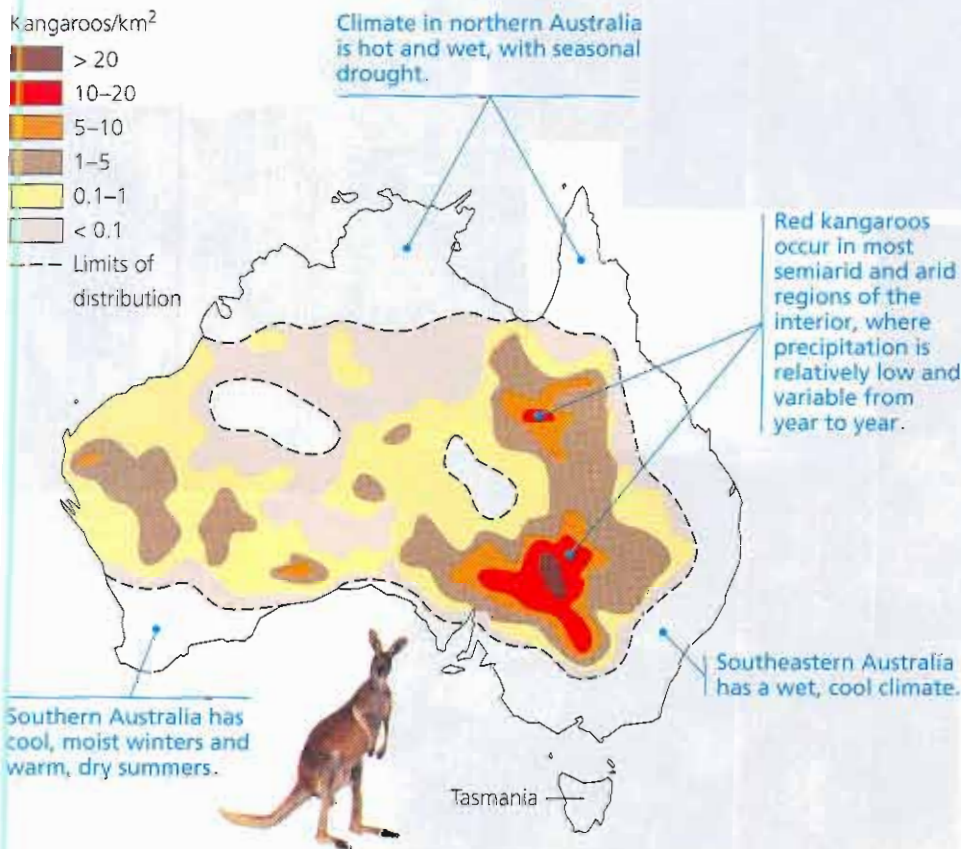 Kangaroos/km²
> 20
10–20
5–10
1–5
0.1–1
< 0.1
Limits of
distribution
Climate in northern Australia
is hot and wet, with seasonal
drought.
Red kangaroos
occur in most
semiarid and arid
regions of the
interior, where
precipitation is
relatively low and
variable from
year to year.
Southeastern Australia
has a wet, cool climate.
Southern Australia has
cool, moist winters and
warm, dry summers.
Tasmania